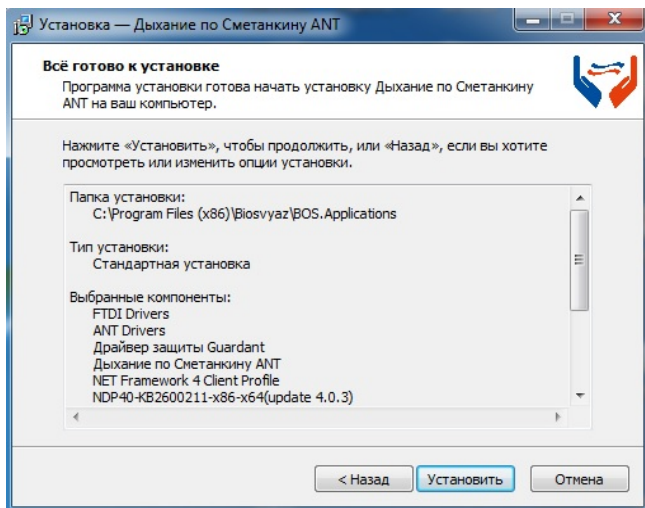 Установка — Дыхание по Сметанкину ANT
Всё готово к установке
Программа установки готова начать установку Дыхание по Сметанкину
ANT на ваш компьютер.
Нажмите «Установить», чтобы продолжить, или «Назад», если вы хотите
просмотреть или изменить опции установки.
Папка установки:
C:\Program Files (x86)\Biosvyaz\BOS.Applications
Тип установки:
Стандартная установка
Выбранные компоненты:
FTDI Drivers
ANT Drivers
Драйвер защиты Guardant
Дыхание по Сметанкину ANT
NET Framework 4 Client Profile
NDP40-KB2600211-x86-x64(update 4.0.3)
< Назад
Установить
Отмена